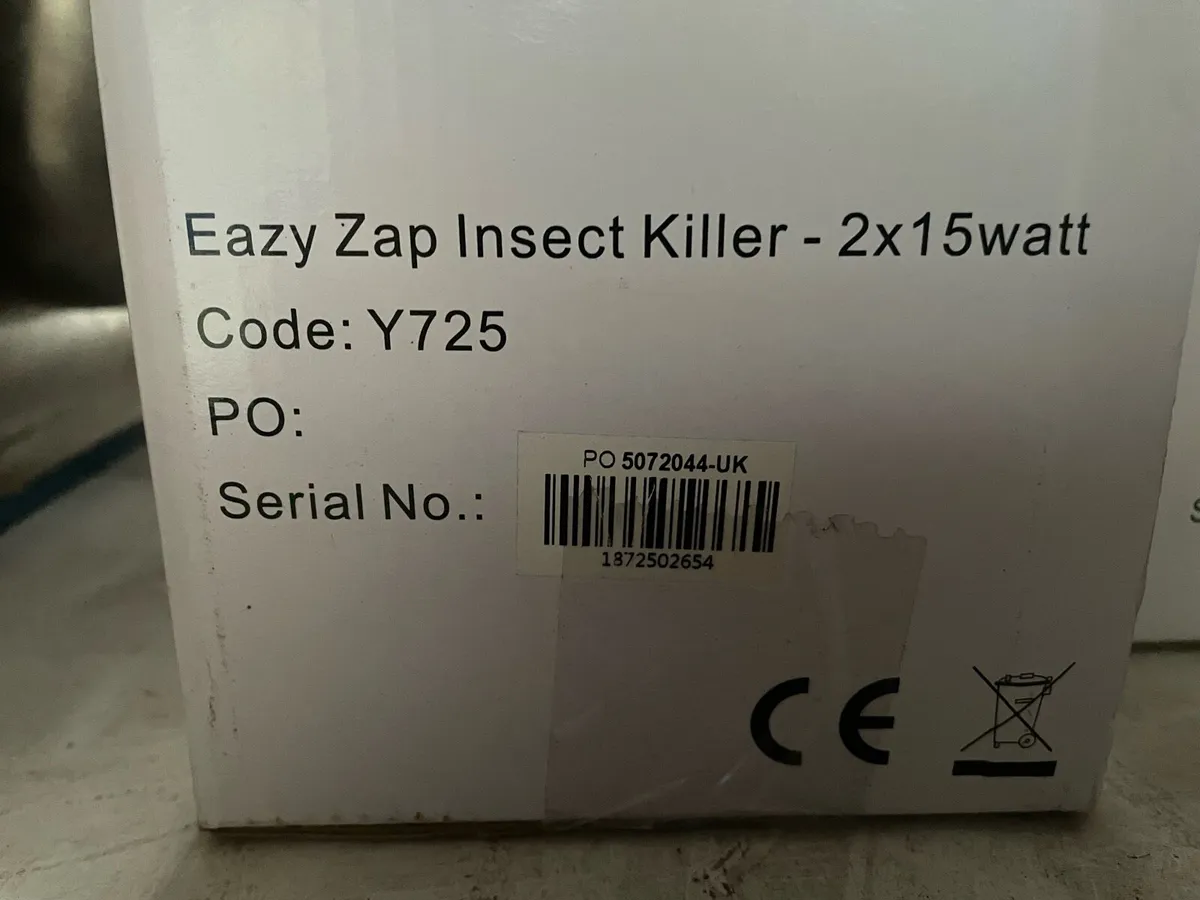 Eazy Zap Insect Killer - 2x15watt
Code: Y725
PO:
PO 5072044-UK
Serial No.:
1872502654
CE